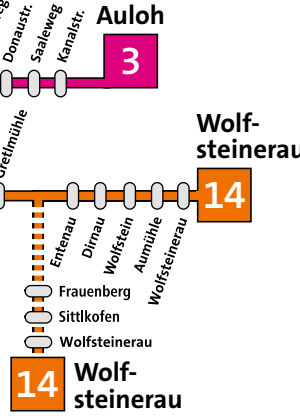 Auloh
Donaustr.
Saaleweg
Kanalstr.
3
Gretlmühle
Wolf-
steinerau
14
Entenau
Dirnau
Wolfstein
Aumühle
Wolfsteinerau
Frauenberg
Sittlkofen
Wolfsteinerau
14
Wolf-
steinerau